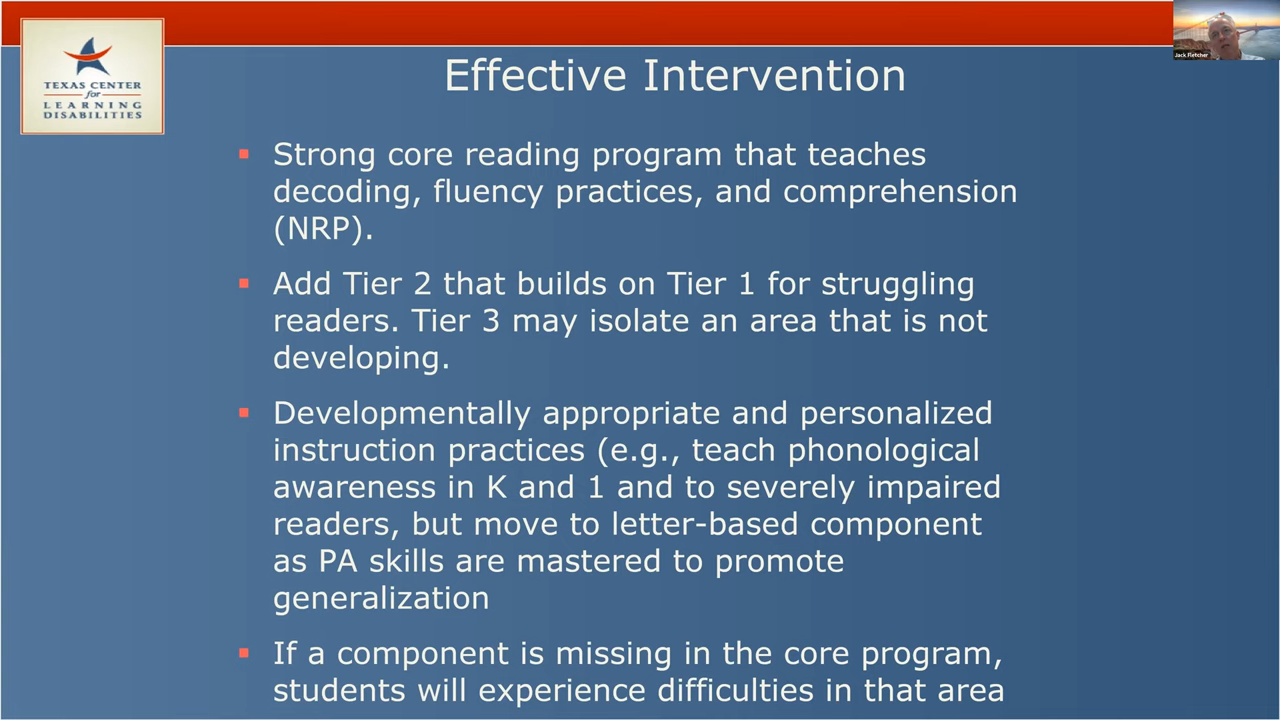 TEXAS CENTER
for
LEARNING
DISABILITIES
Jack Fletcher
Effective Intervention
▪ Strong core reading program that teaches
decoding, fluency practices, and comprehension
(NRP).
▪ Add Tier 2 that builds on Tier 1 for struggling
readers. Tier 3 may isolate an area that is not
developing.
▪ Developmentally appropriate and personalized
instruction practices (e.g., teach phonological
awareness in K and 1 and to severely impaired
readers, but move to letter-based component
as PA skills are mastered to promote
generalization
▪ If a component is missing in the core program,
students will experience difficulties in that area